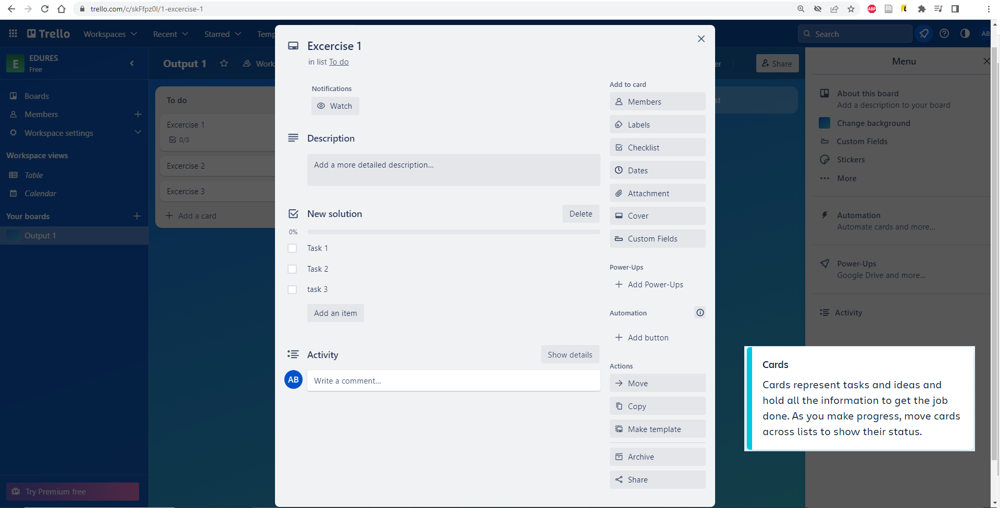 trello.com/c/skFfpz0l/1-excercise-1
ABP
Trello
Workspaces
Recent
Starred
Temp
Search
AB
E
EDURES
Free
Boards
Members
Workspace settings
Workspace views
Table
Calendar
Your boards
Output 1
Try Premium free
Output 1
Work
Share
To do
Excercise 1
0/3
Excercise 2
Excercise 3
Add a card
Excercise 1
in list To do
Notifications
Watch
Description
Add a more detailed description...
New solution
Delete
0%
Task 1
Task 2
task 3
Add an item
Activity
Show details
AB
Write a comment...
Add to card
Members
Labels
Checklist
Dates
Attachment
Cover
Custom Fields
Power-Ups
Add Power-Ups
Automation
Add button
Actions
Move
Copy
Make template
Archive
Share
Menu
About this board
Add a description to your board
Change background
Custom Fields
Stickers
More
Automation
Automate cards and more...
Power-Ups
Google Drive and more...
Activity
Cards
Cards represent tasks and ideas and
hold all the information to get the job
done. As you make progress, move cards
across lists to show their status.